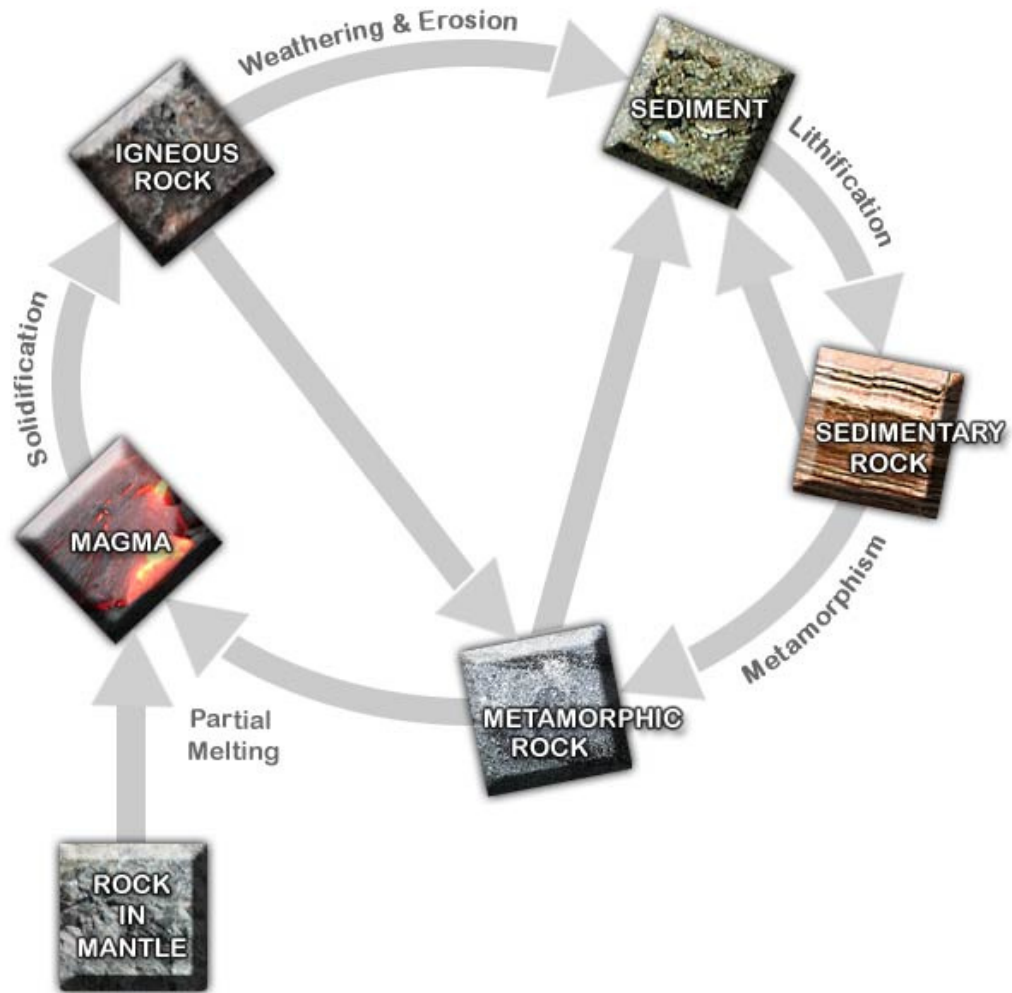 Weathering & Erosion
SEDIMENT
IGNEOUS
ROCK
Lithification
Solidification
SEDIMENTARY
ROCK
MAGMA
Metamorphism
Partial
Melting
METAMORPHIC
ROCK
ROCK
IN
MANTLE